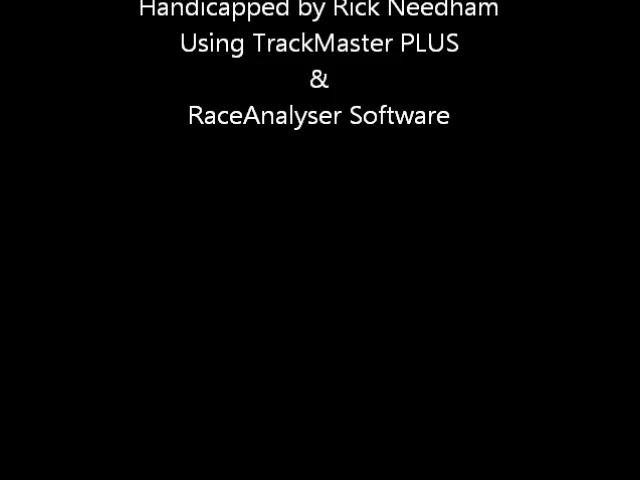 Handicapped by Rick Needham
Using TrackMaster PLUS
&
RaceAnalyser Software